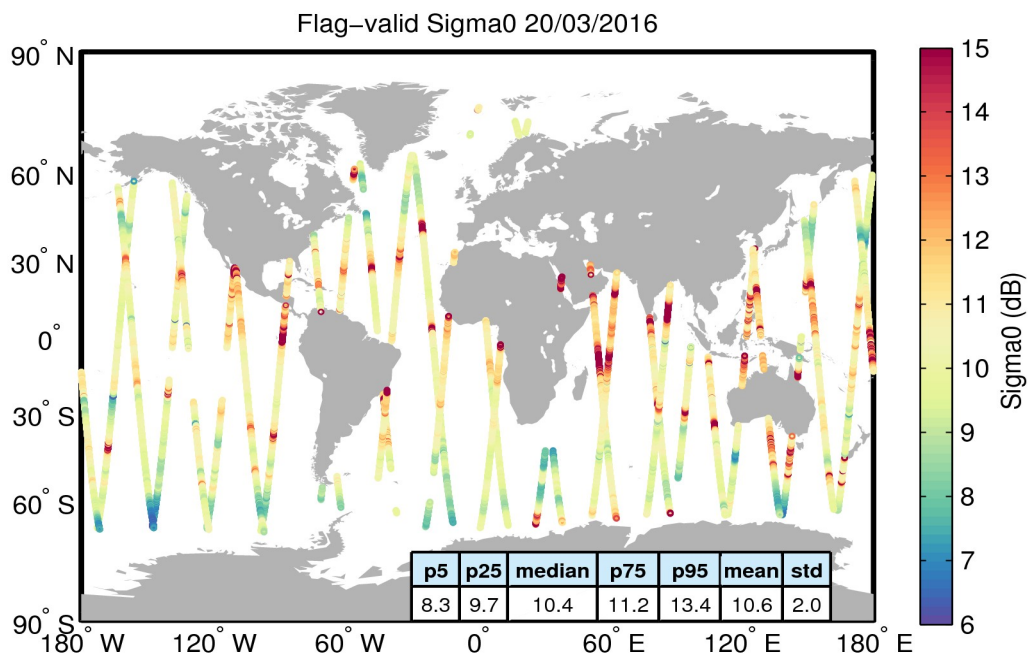 Flag−valid Sigma0 20/03/2016
90° N
60° N
30° N
0°
30° S
60° S
90° S
180° W
120° W
60° W
0°
60° E
120° E
180° E
15
14
13
12
11
10
9
8
7
6
Sigma0 (dB)
p5 p25 median p75 p95 mean std
8.3 9.7 10.4 11.2 13.4 10.6 2.0